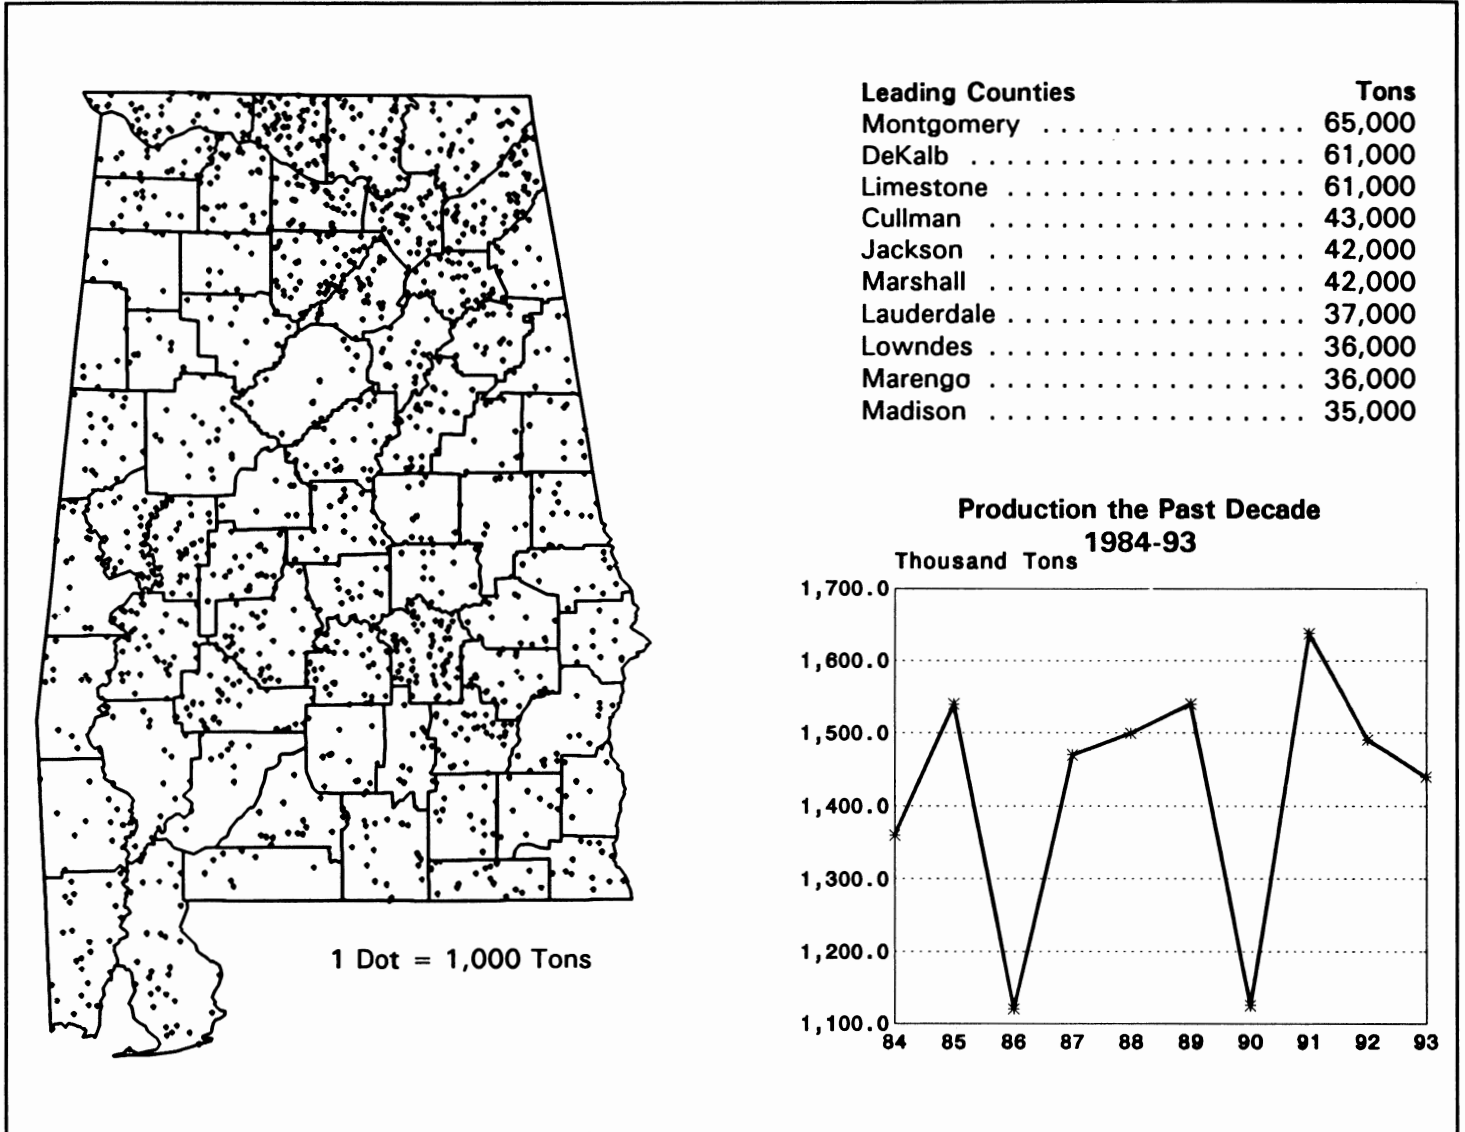 Leading Counties Tons
Montgomery . . . . . . . . . . . . . . . 65,000
DeKalb . . . . . . . . . . . . . . . . . . . 61,000
Limestone . . . . . . . . . . . . . . . . . 61,000
Cullman . . . . . . . . . . . . . . . . . . 43,000
Jackson . . . . . . . . . . . . . . . . . . 42,000
Marshall . . . . . . . . . . . . . . . . . . 42,000
Lauderdale . . . . . . . . . . . . . . . . . 37,000
Lowndes . . . . . . . . . . . . . . . . . . 36,000
Marengo . . . . . . . . . . . . . . . . . . 36,000
Madison . . . . . . . . . . . . . . . . . . 35,000
Production the Past Decade
1984-93
Thousand Tons
1,700.0
1,600.0
1,500.0
1,400.0
1,300.0
1,200.0
1,100.0
84 85 86 87 88 89 90 91 92 93
1 Dot = 1,000 Tons